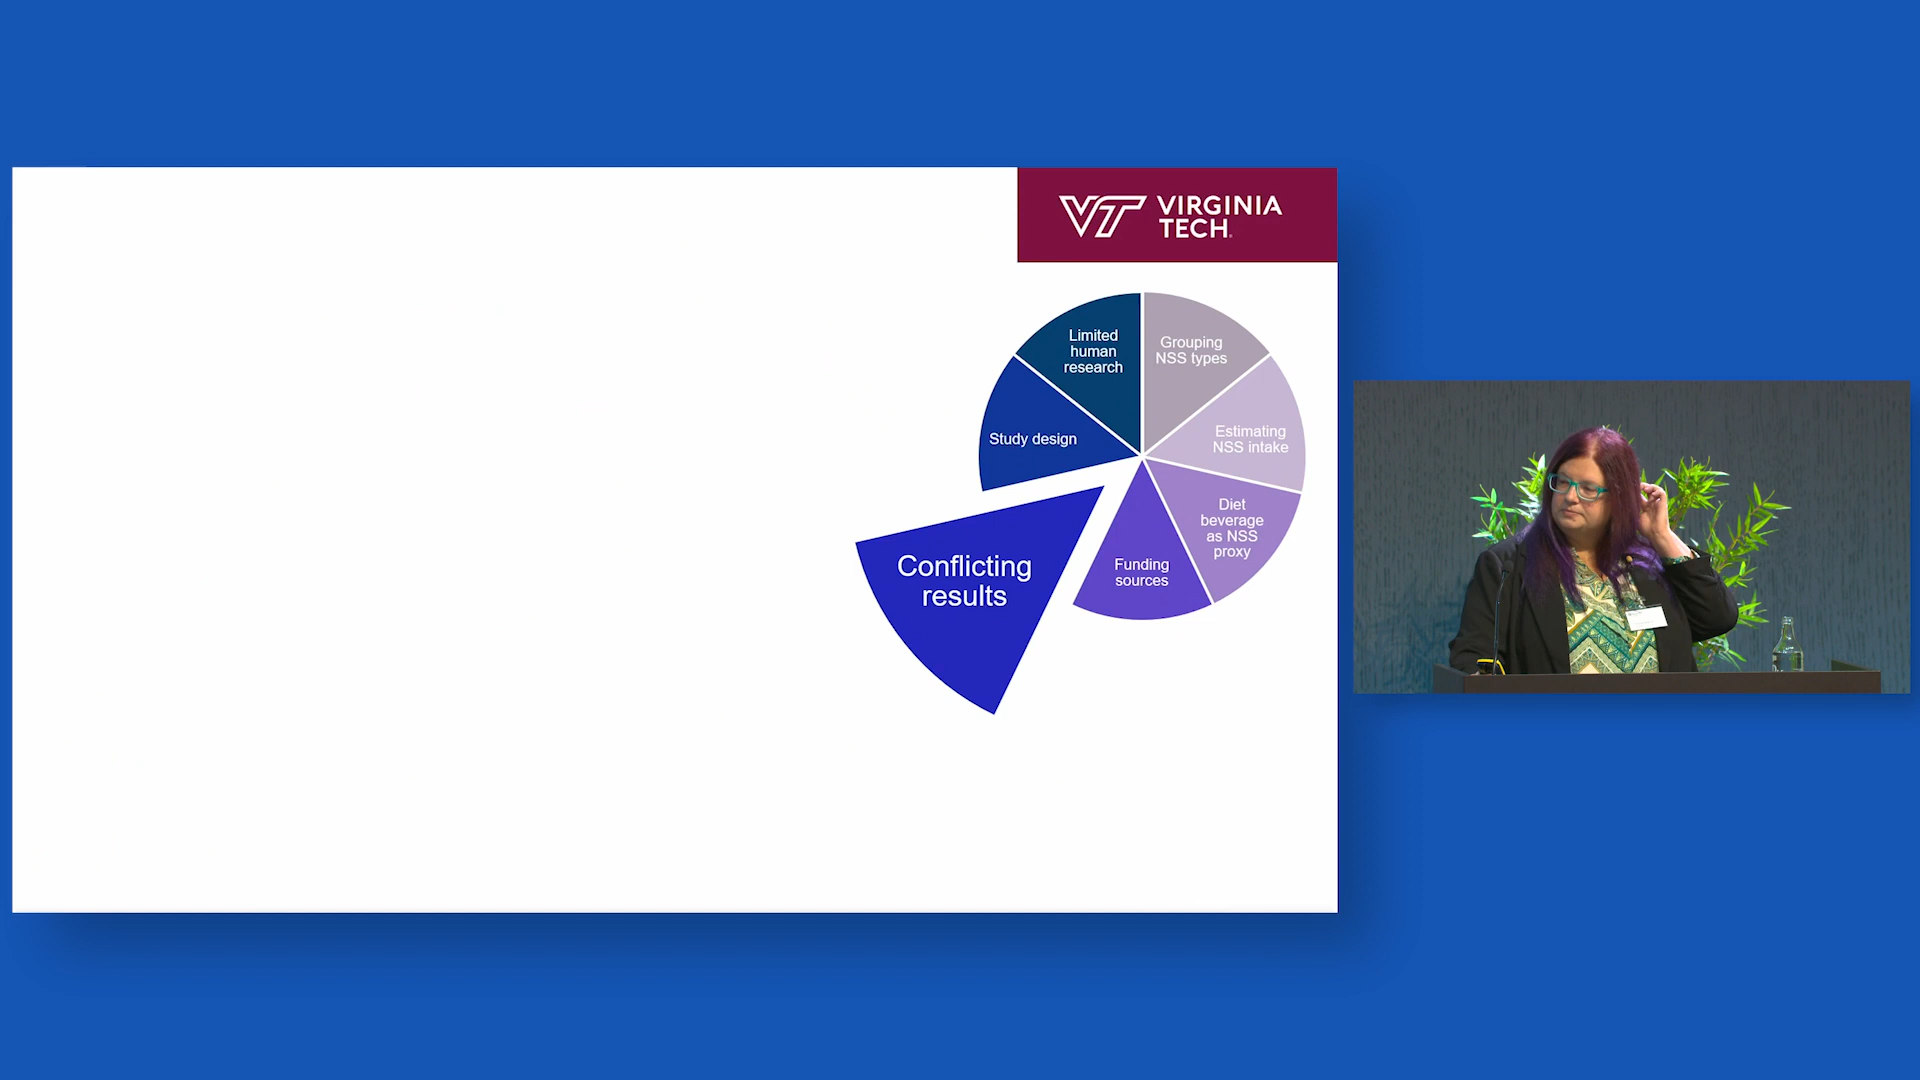 VT VIRGINIA
TECH
Limited
human
research
Grouping
NSS types
Study design
Estimating
NSS intake
Diet
beverage
as NSS
proxy
Funding
sources
Conflicting
results